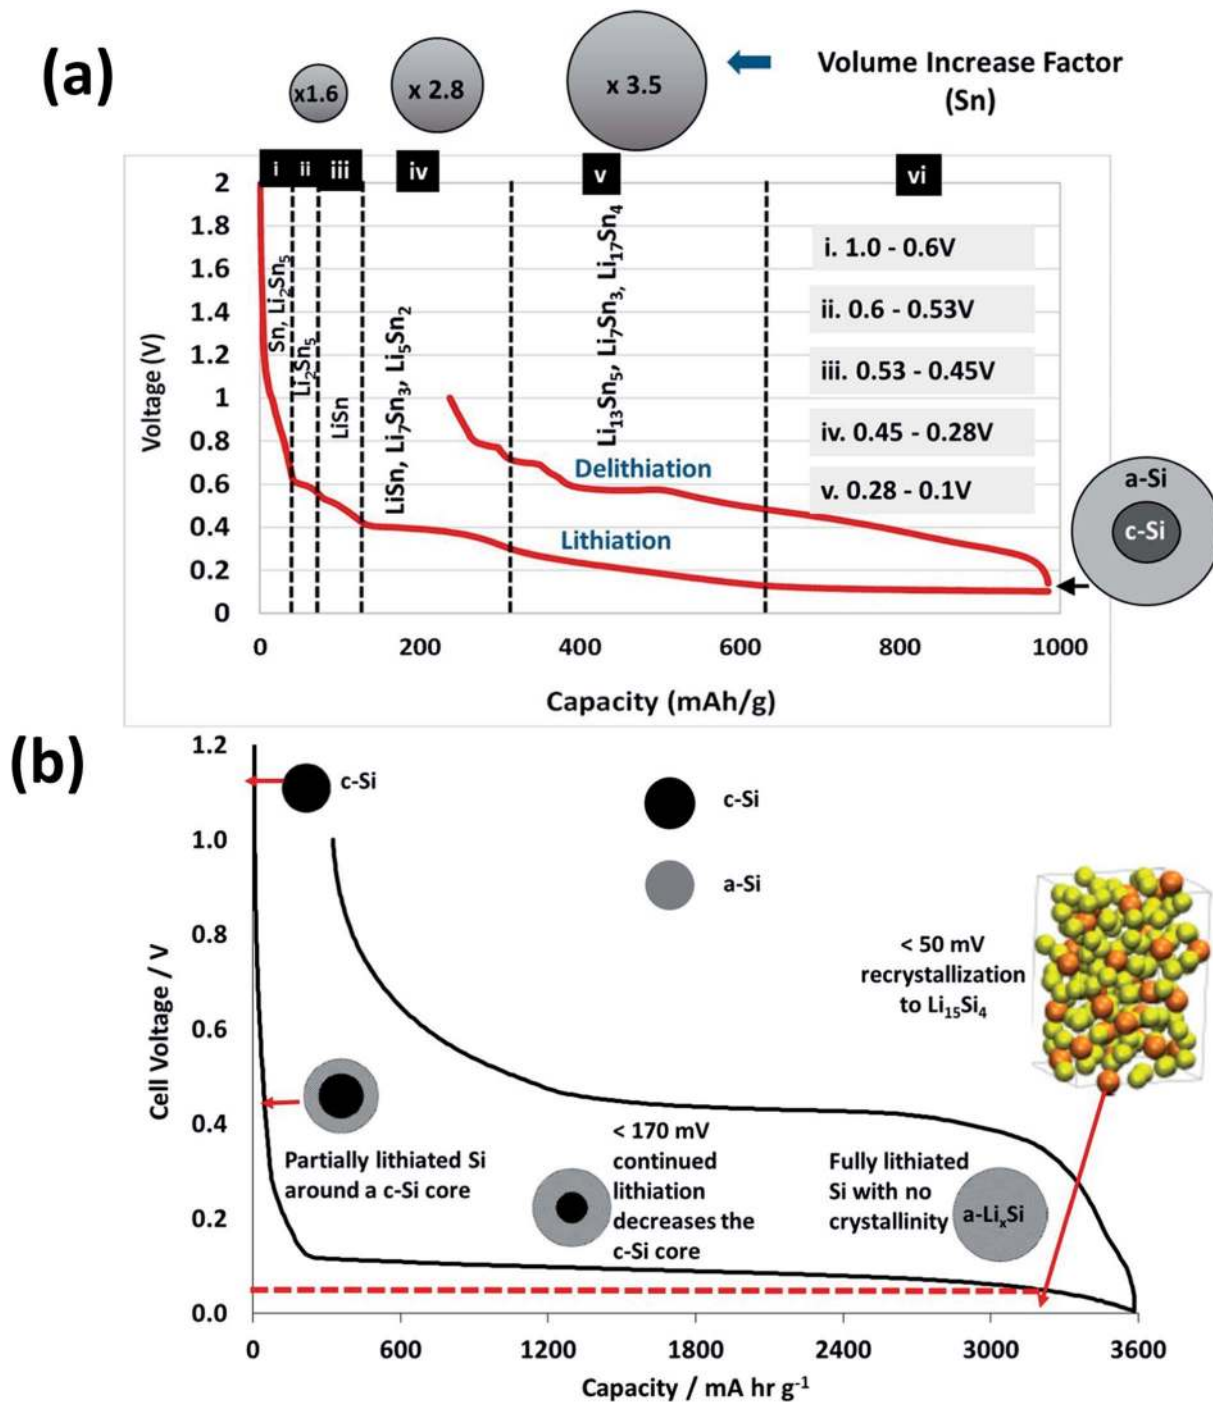 (a)
x1.6
x 2.8
x 3.5
Volume Increase Factor
(Sn)
i
ii
iii
iv
v
vi
2
1.8
1.6
1.4
1.2
1
0.8
0.6
0.4
0.2
0
Voltage (V)
Sn, Li₂Sn₅
Li₂Sn₅
LiSn
LiSn, Li₇Sn₃, Li₅Sn₂
Li₁₃Sn₅, Li₇Sn₃, Li₁₇Sn₄
i. 1.0 - 0.6V
ii. 0.6 - 0.53V
iii. 0.53 - 0.45V
iv. 0.45 - 0.28V
v. 0.28 - 0.1V
Delithiation
Lithiation
a-Si
c-Si
0
200
400
600
800
1000
Capacity (mAh/g)
(b)
1.2
1.0
0.8
0.6
0.4
0.2
0.0
Cell Voltage / V
c-Si
c-Si
a-Si
< 50 mV
recrystallization
to Li₁₅Si₄
Partially lithiated Si
around a c-Si core
< 170 mV
continued
lithiation
decreases the
c-Si core
Fully lithiated
Si with no
crystallinity
a-LiₓSi
0
600
1200
1800
2400
3000
3600
Capacity / mA hr g⁻¹